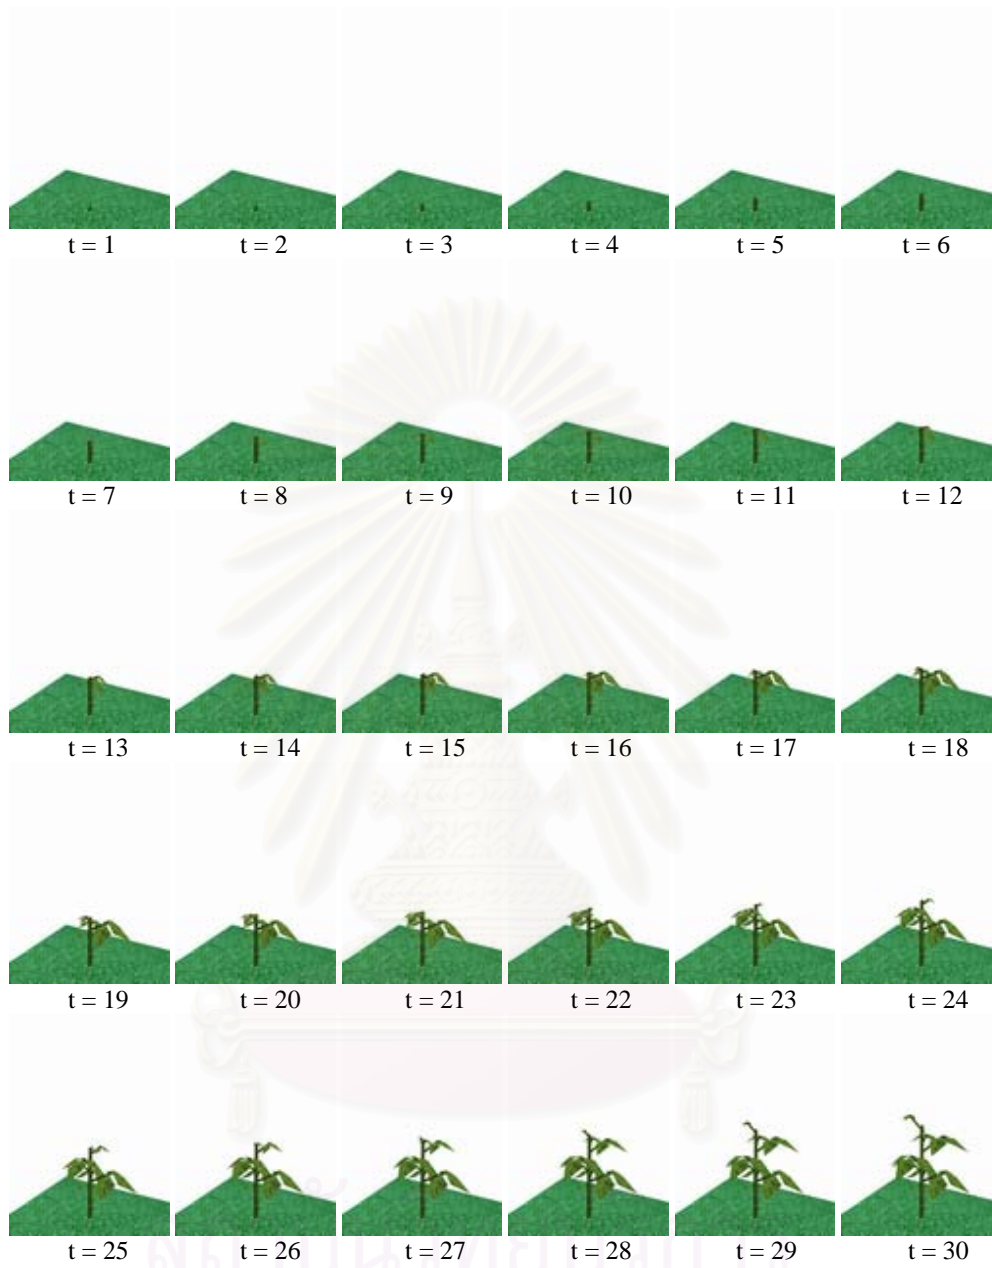 t = 1 t = 2 t = 3 t = 4 t = 5 t = 6
t = 7 t = 8 t = 9 t = 10 t = 11 t = 12
t = 13 t = 14 t = 15 t = 16 t = 17 t = 18
t = 19 t = 20 t = 21 t = 22 t = 23 t = 24
t = 25 t = 26 t = 27 t = 28 t = 29 t = 30